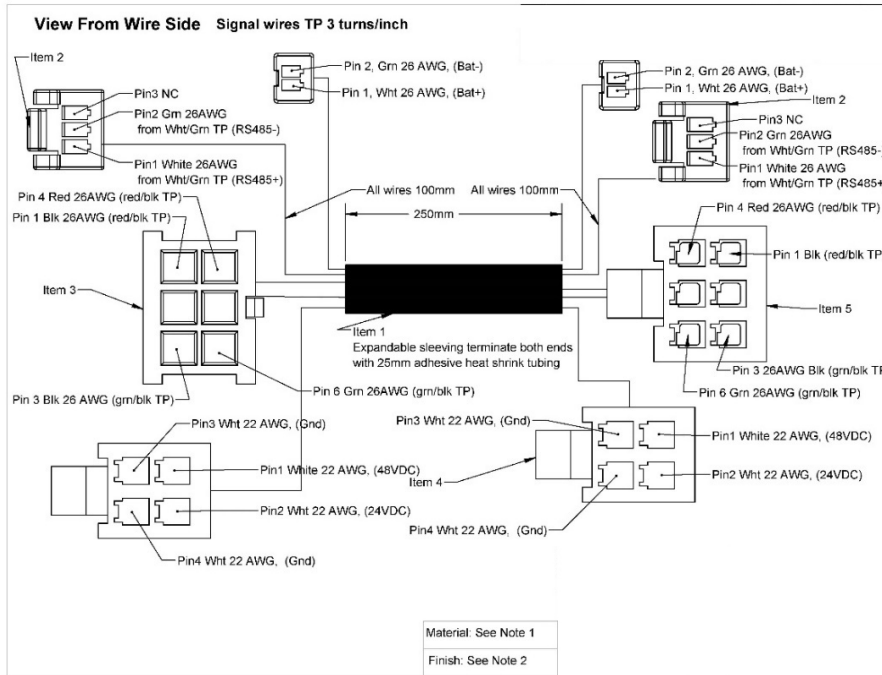 View From Wire Side Signal wires TP 3 turns/inch
Item 2
Pin3 NC
Pin2 Grn 26AWG
from Wht/Grn TP (RS485-)
Pin1 White 26AWG
from Wht/Grn TP (RS485+)
Pin 2, Grn 26 AWG, (Bat-)
Pin 1, Wht 26 AWG, (Bat+)
Pin 2, Grn 26 AWG, (Bat-)
Pin 1, Wht 26 AWG, (Bat+)
Item 2
Pin3 NC
Pin2 Grn 26AWG
from Wht/Grn TP (RS485-
Pin1 White 26 AWG
from Wht/Grn TP (RS485+
Pin 4 Red 26AWG (red/blk TP)
Pin 1 Blk 26AWG (red/blk TP)
Item 3
Pin 3 Blk 26 AWG (grn/blk TP)
Pin 6 Grn 26AWG (grn/blk TP)
All wires 100mm
All wires 100mm
250mm
Item 1
Expandable sleeving terminate both ends
with 25mm adhesive heat shrink tubing
Pin 4 Red 26AWG (red/blk TP)
Pin 1 Blk (red/blk TP
Item 5
Pin 3 26AWG Blk (grn/blk TP
Pin 6 Grn 26AWG (grn/blk TP)
Pin3 Wht 22 AWG, (Gnd)
Pin1 White 22 AWG, (48VDC)
Pin2 Wht 22 AWG, (24VDC)
Pin4 Wht 22 AWG, (Gnd)
Pin3 Wht 22 AWG, (Gnd)
Pin1 White 22 AWG, (48VDC)
Item 4
Pin2 Wht 22 AWG, (24VDC)
Pin4 Wht 22 AWG, (Gnd)
Material: See Note 1
Finish: See Note 2